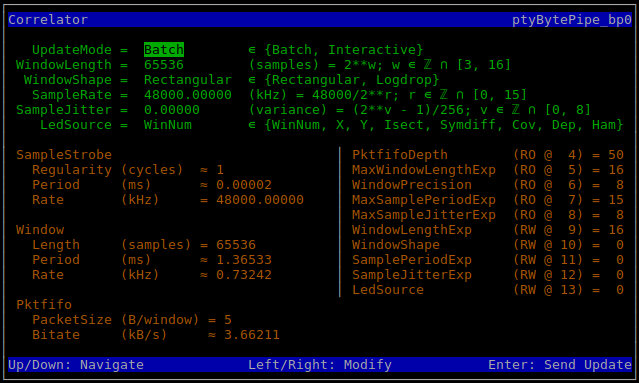 Correlator ptyBytePipe_bp0
UpdateMode = Batch ∈ {Batch, Interactive}
WindowLength = 65536 (samples) = 2**w; w ∈ ℤ ∩ [3, 16]
WindowShape = Rectangular ∈ {Rectangular, Logdrop}
SampleRate = 48000.00000 (kHz) = 48000/2**r; r ∈ ℤ ∩ [0, 15]
SampleJitter = 0.00000 (variance) = (2**v - 1)/256; v ∈ ℤ ∩ [0, 8]
LedSource = WinNum ∈ {WinNum, X, Y, Isect, Symdiff, Cov, Dep, Ham}
SampleStrobe
Regularity (cycles) ≈ 1
Period (ms) ≈ 0.00002
Rate (kHz) = 48000.00000
Window
Length (samples) = 65536
Period (ms) ≈ 1.36533
Rate (kHz) ≈ 0.73242
Pktfifo
PacketSize (B/window) = 5
Bitate (kB/s) ≈ 3.66211
PktfifoDepth (RO @ 4) = 50
MaxWindowLengthExp (RO @ 5) = 16
WindowPrecision (RO @ 6) = 8
MaxSamplePeriodExp (RO @ 7) = 15
MaxSampleJitterExp (RO @ 8) = 8
WindowLengthExp (RW @ 9) = 16
WindowShape (RW @ 10) = 0
SamplePeriodExp (RW @ 11) = 0
SampleJitterExp (RW @ 12) = 0
LedSource (RW @ 13) = 0
Up/Down: Navigate Left/Right: Modify Enter: Send Update